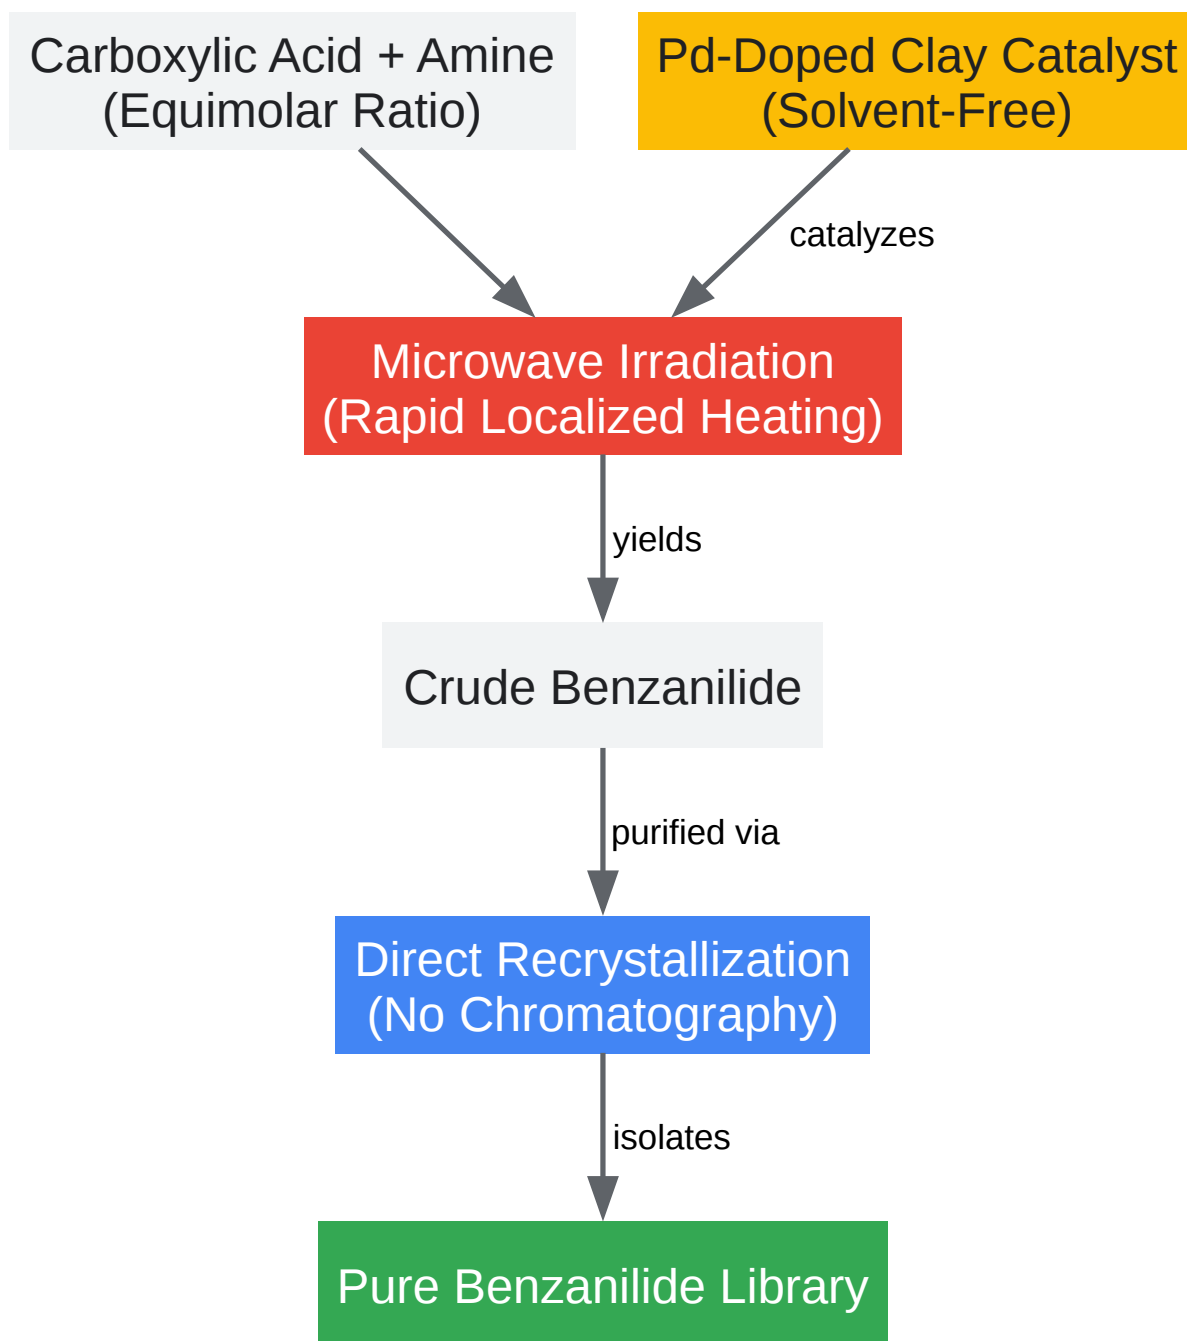 Carboxylic Acid + Amine
(Equimolar Ratio)
Pd-Doped Clay Catalyst
(Solvent-Free)
catalyzes
Microwave Irradiation
(Rapid Localized Heating)
yields
Crude Benzanilide
purified via
Direct Recrystallization
(No Chromatography)
isolates
Pure Benzanilide Library